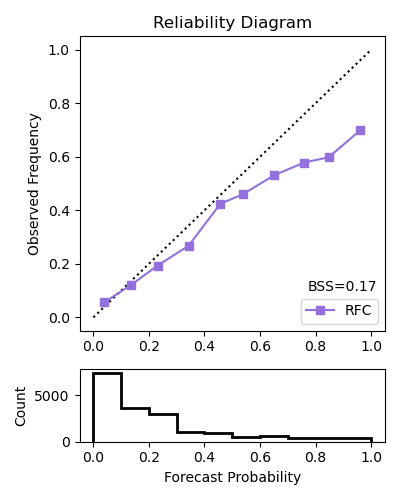 Reliability Diagram
1.0
0.8
0.6
0.4
0.2
0.0
Observed Frequency
BSS=0.17
RFC
0.0 0.2 0.4 0.6 0.8 1.0
5000
0
Count
0.0 0.2 0.4 0.6 0.8 1.0
Forecast Probability